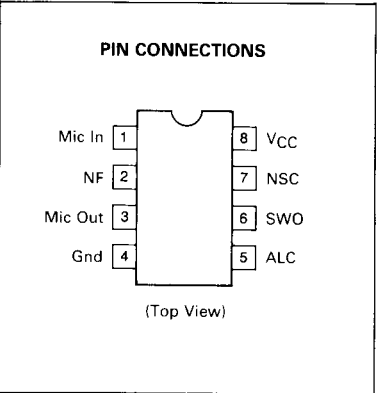 PIN CONNECTIONS
Mic In 1 8 VCC
NF 2 7 NSC
Mic Out 3 6 SWO
Gnd 4 5 ALC
(Top View)